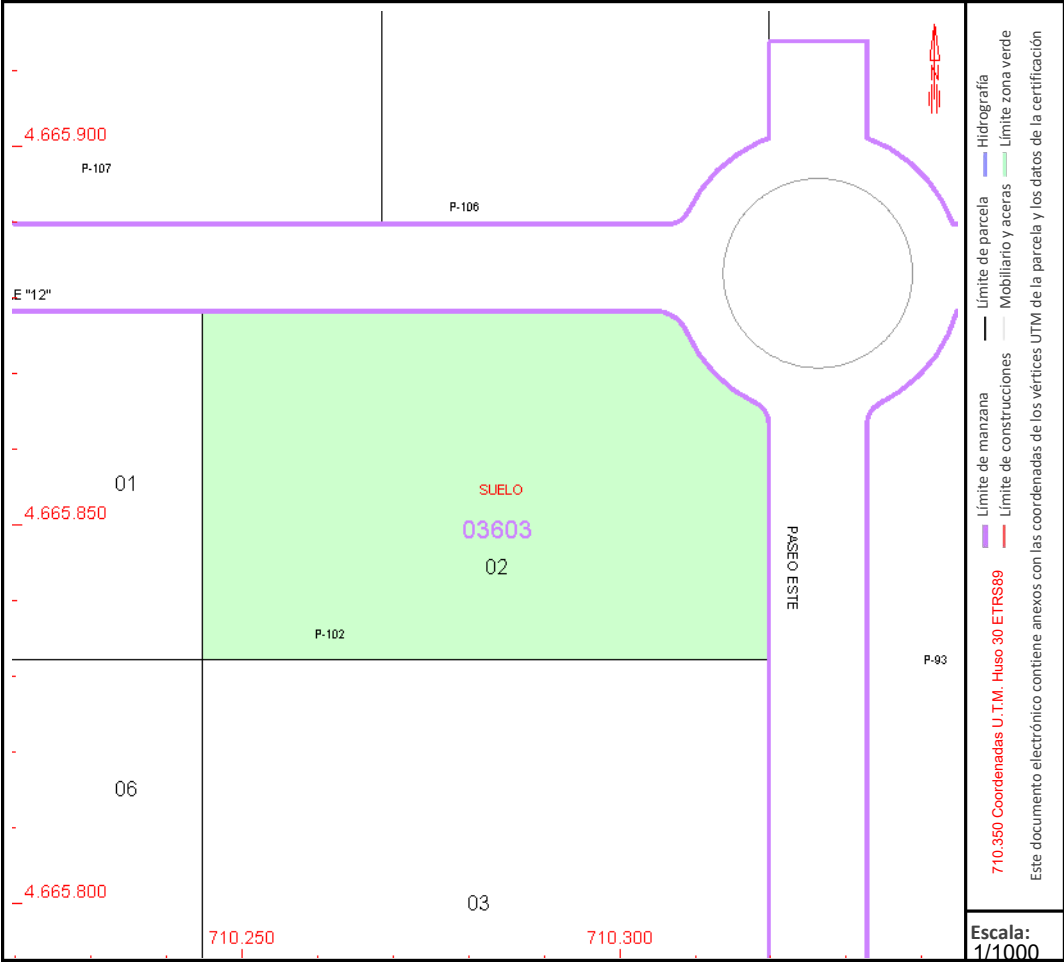 4.665.900
P-107
P-106
E "12"
01
SUELO
4.665.850
03603
02
PASEO ESTE
P-102
P-93
06
4.665.800
03
710.250
710.300
N
710.350 Coordenadas U.T.M. Huso 30 ETRS89
Límite de manzana
Límite de parcela
Hidrografía
Límite de construcciones
Mobiliario y aceras
Límite zona verde
Este documento electrónico contiene anexos con las coordenadas de los vértices UTM de la parcela y los datos de la certificación
Escala:
1/1000